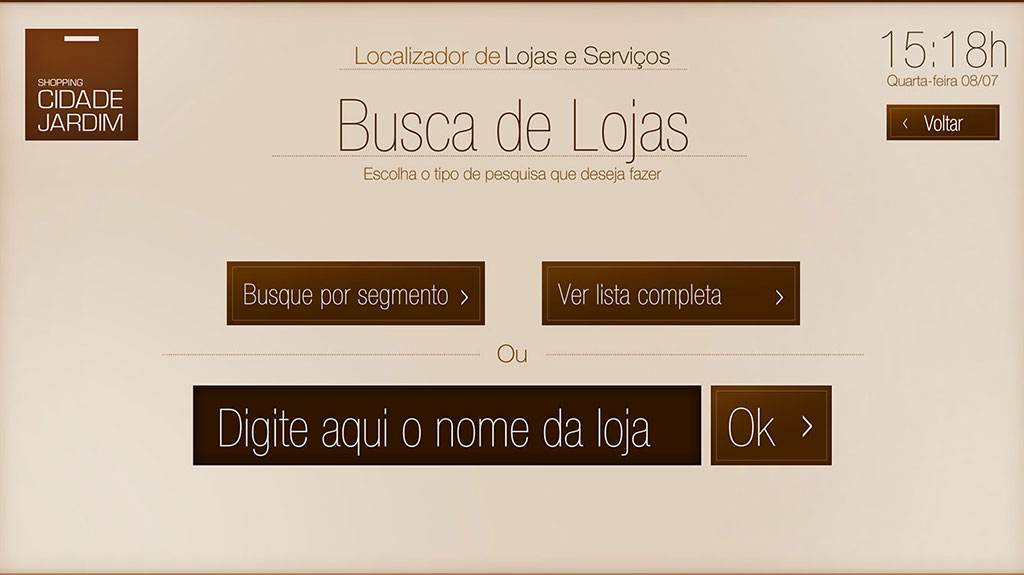 SHOPPING
CIDADE
JARDIM
Localizador de Lojas e Serviços
15:18h
Quarta-feira 08/07
Voltar
Busca de Lojas
Escolha o tipo de pesquisa que deseja fazer
Busque por segmento
Ver lista completa
Ou
Digite aqui o nome da loja
Ok